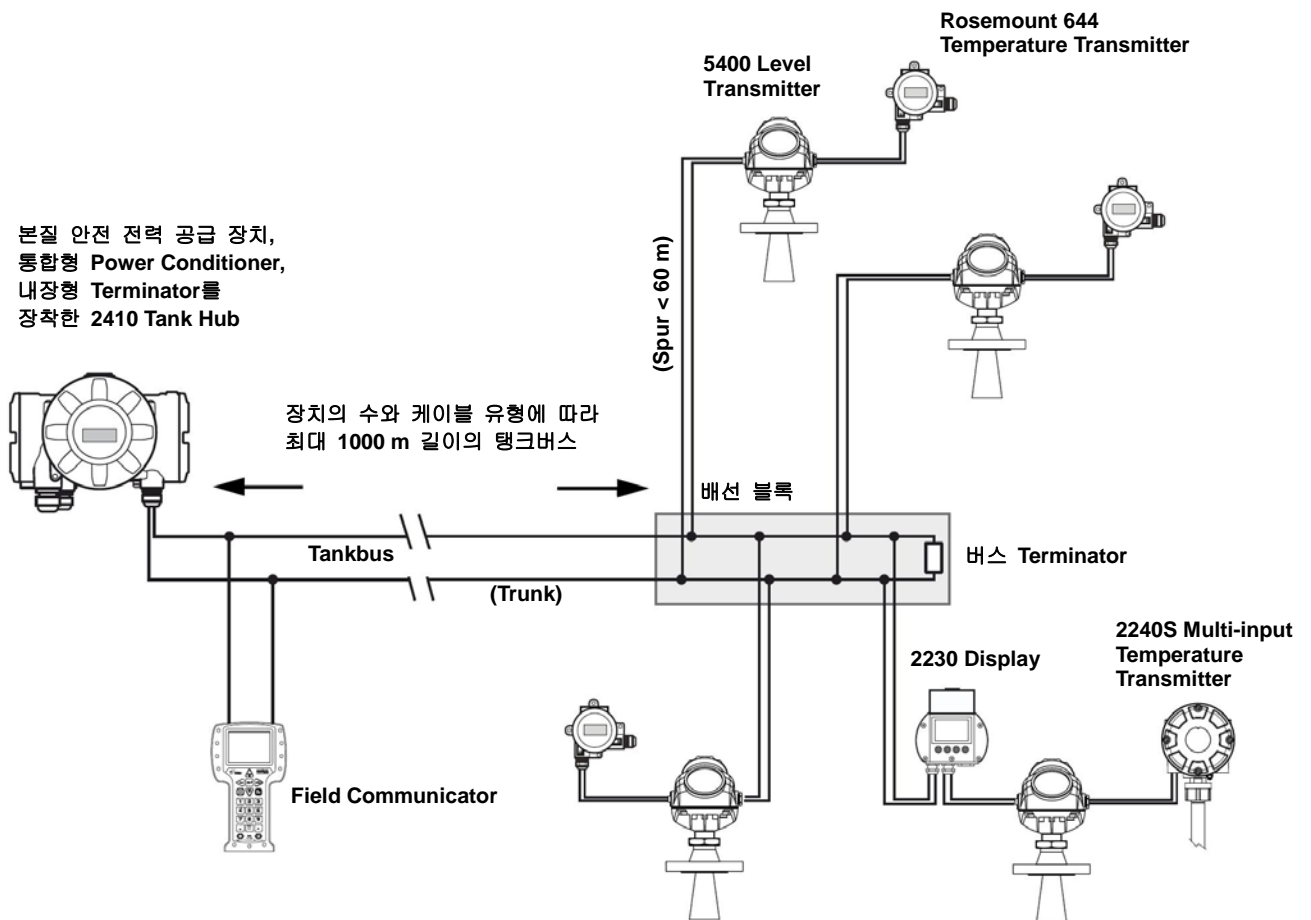 Rosemount 644
Temperature Transmitter
5400 Level
Transmitter
본질 안전 전력 공급 장치,
통합형 Power Conditioner,
내장형 Terminator를
장착한 2410 Tank Hub
(Spur < 60 m)
장치의 수와 케이블 유형에 따라
최대 1000 m 길이의 탱크버스
배선 블록
Tankbus
버스 Terminator
(Trunk)
2230 Display
2240S Multi-input
Temperature
Transmitter
Field Communicator